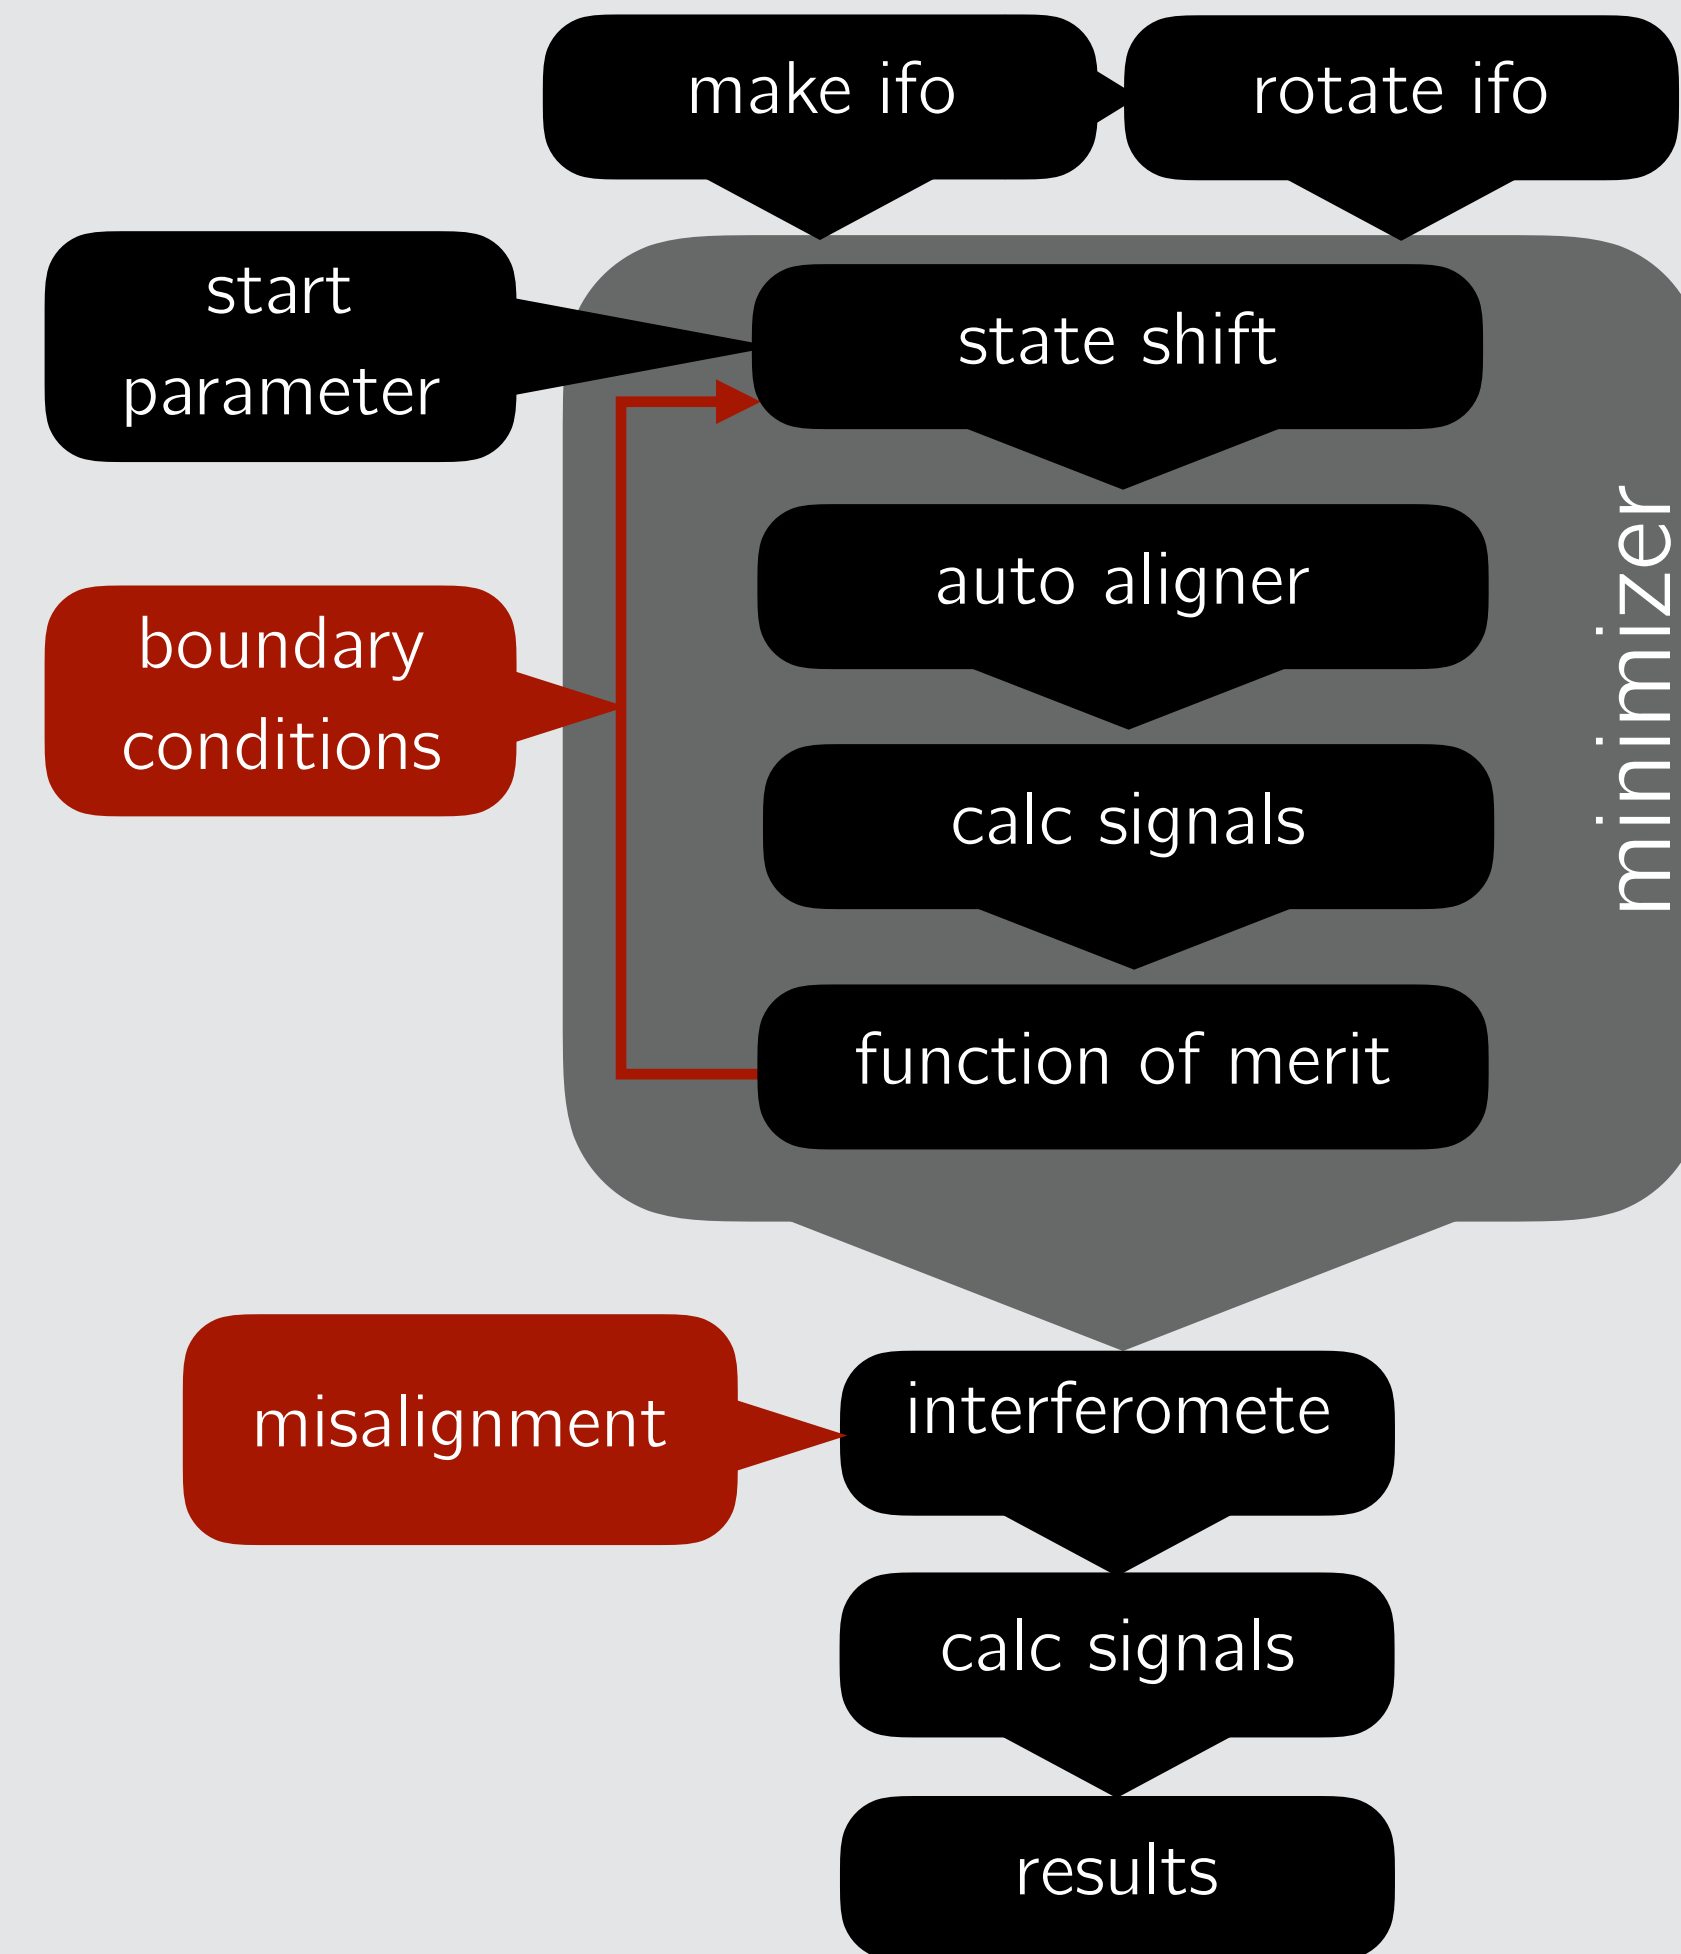 make ifo
rotate ifo
start
parameter
state shift
auto aligner
boundary
conditions
calc signals
function of merit
minimizer
misalignment
interferomete
calc signals
results